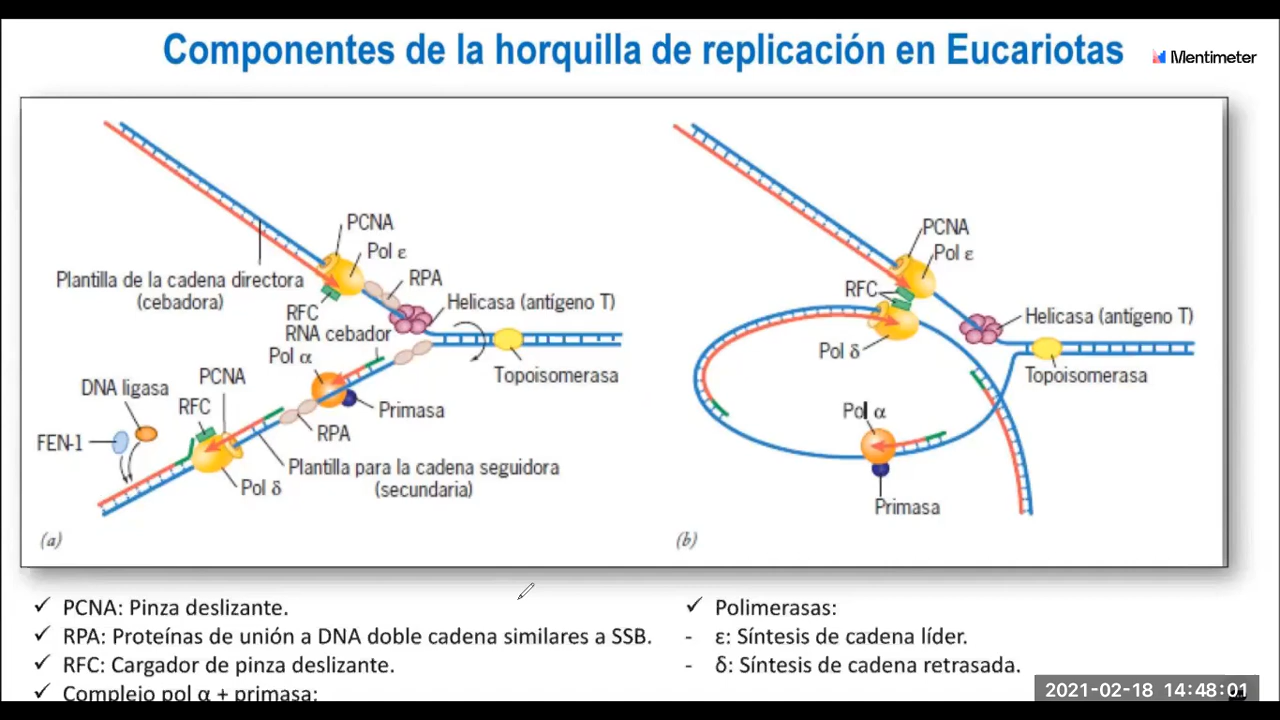 Componentes de la horquilla de replicación en Eucariotas
Mentimeter
PCNA
Pol ε
RPA
Plantilla de la cadena directora
(cebadora)
RFC
Helicasa (antígeno T)
RNA cebador
Pol α
Topoisomerasa
PCNA
DNA ligasa
RFC
Primasa
FEN-1
RPA
Plantilla para la cadena seguidora
(secundaria)
Pol δ
(a)
PCNA
Pol ε
RFC
Helicasa (antígeno T)
Pol δ
Topoisomerasa
Pol α
Primasa
(b)
✓ PCNA: Pinza deslizante.
✓ RPA: Proteínas de unión a DNA doble cadena similares a SSB.
✓ RFC: Cargador de pinza deslizante.
✓ Complejo pol α + primasa:
✓ Polimerasas:
- ε: Síntesis de cadena líder.
- δ: Síntesis de cadena retrasada.
2021-02-18 14:48:01